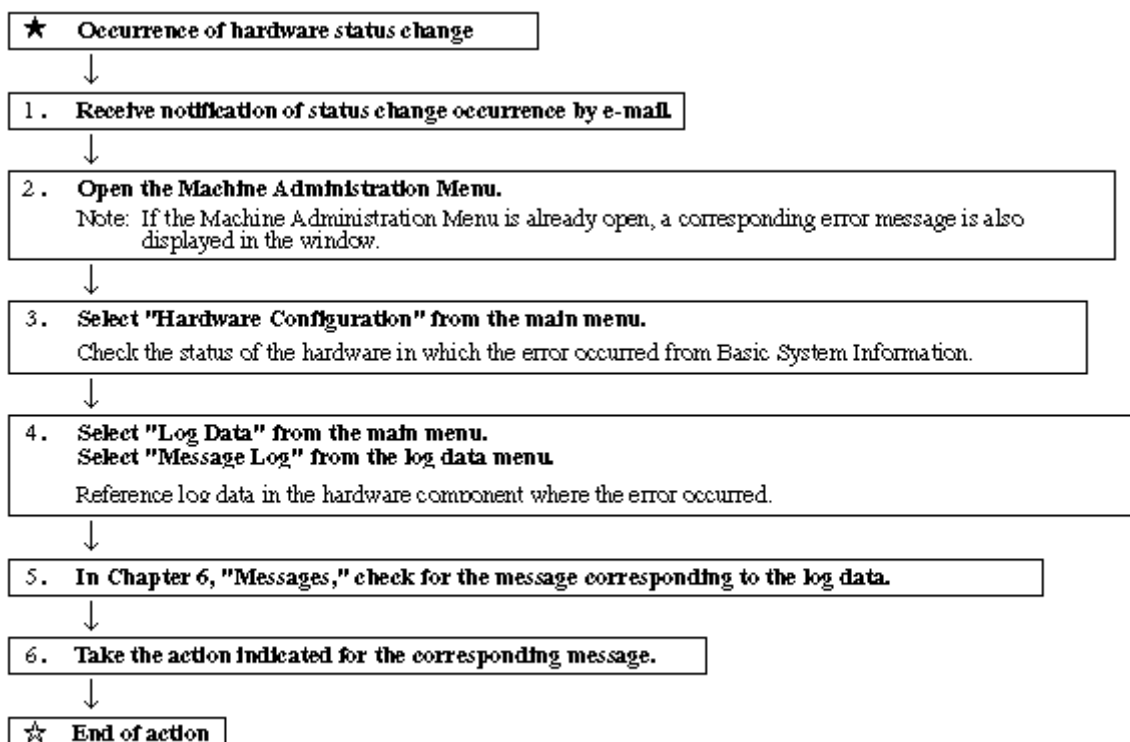 ★ Occurrence of hardware status change
↓
1. Receive notification of status change occurrence by e-mail.
↓
2. Open the Machine Administration Menu.
Note: If the Machine Administration Menu is already open, a corresponding error message is also
displayed in the window.
↓
3. Select "Hardware Configuration" from the main menu.
Check the status of the hardware in which the error occurred from Basic System Information.
↓
4. Select "Log Data" from the main menu.
Select "Message Log" from the log data menu.
Reference log data in the hardware component where the error occurred.
↓
5. In Chapter 6, "Messages," check for the message corresponding to the log data.
↓
6. Take the action indicated for the corresponding message.
↓
☆ End of action